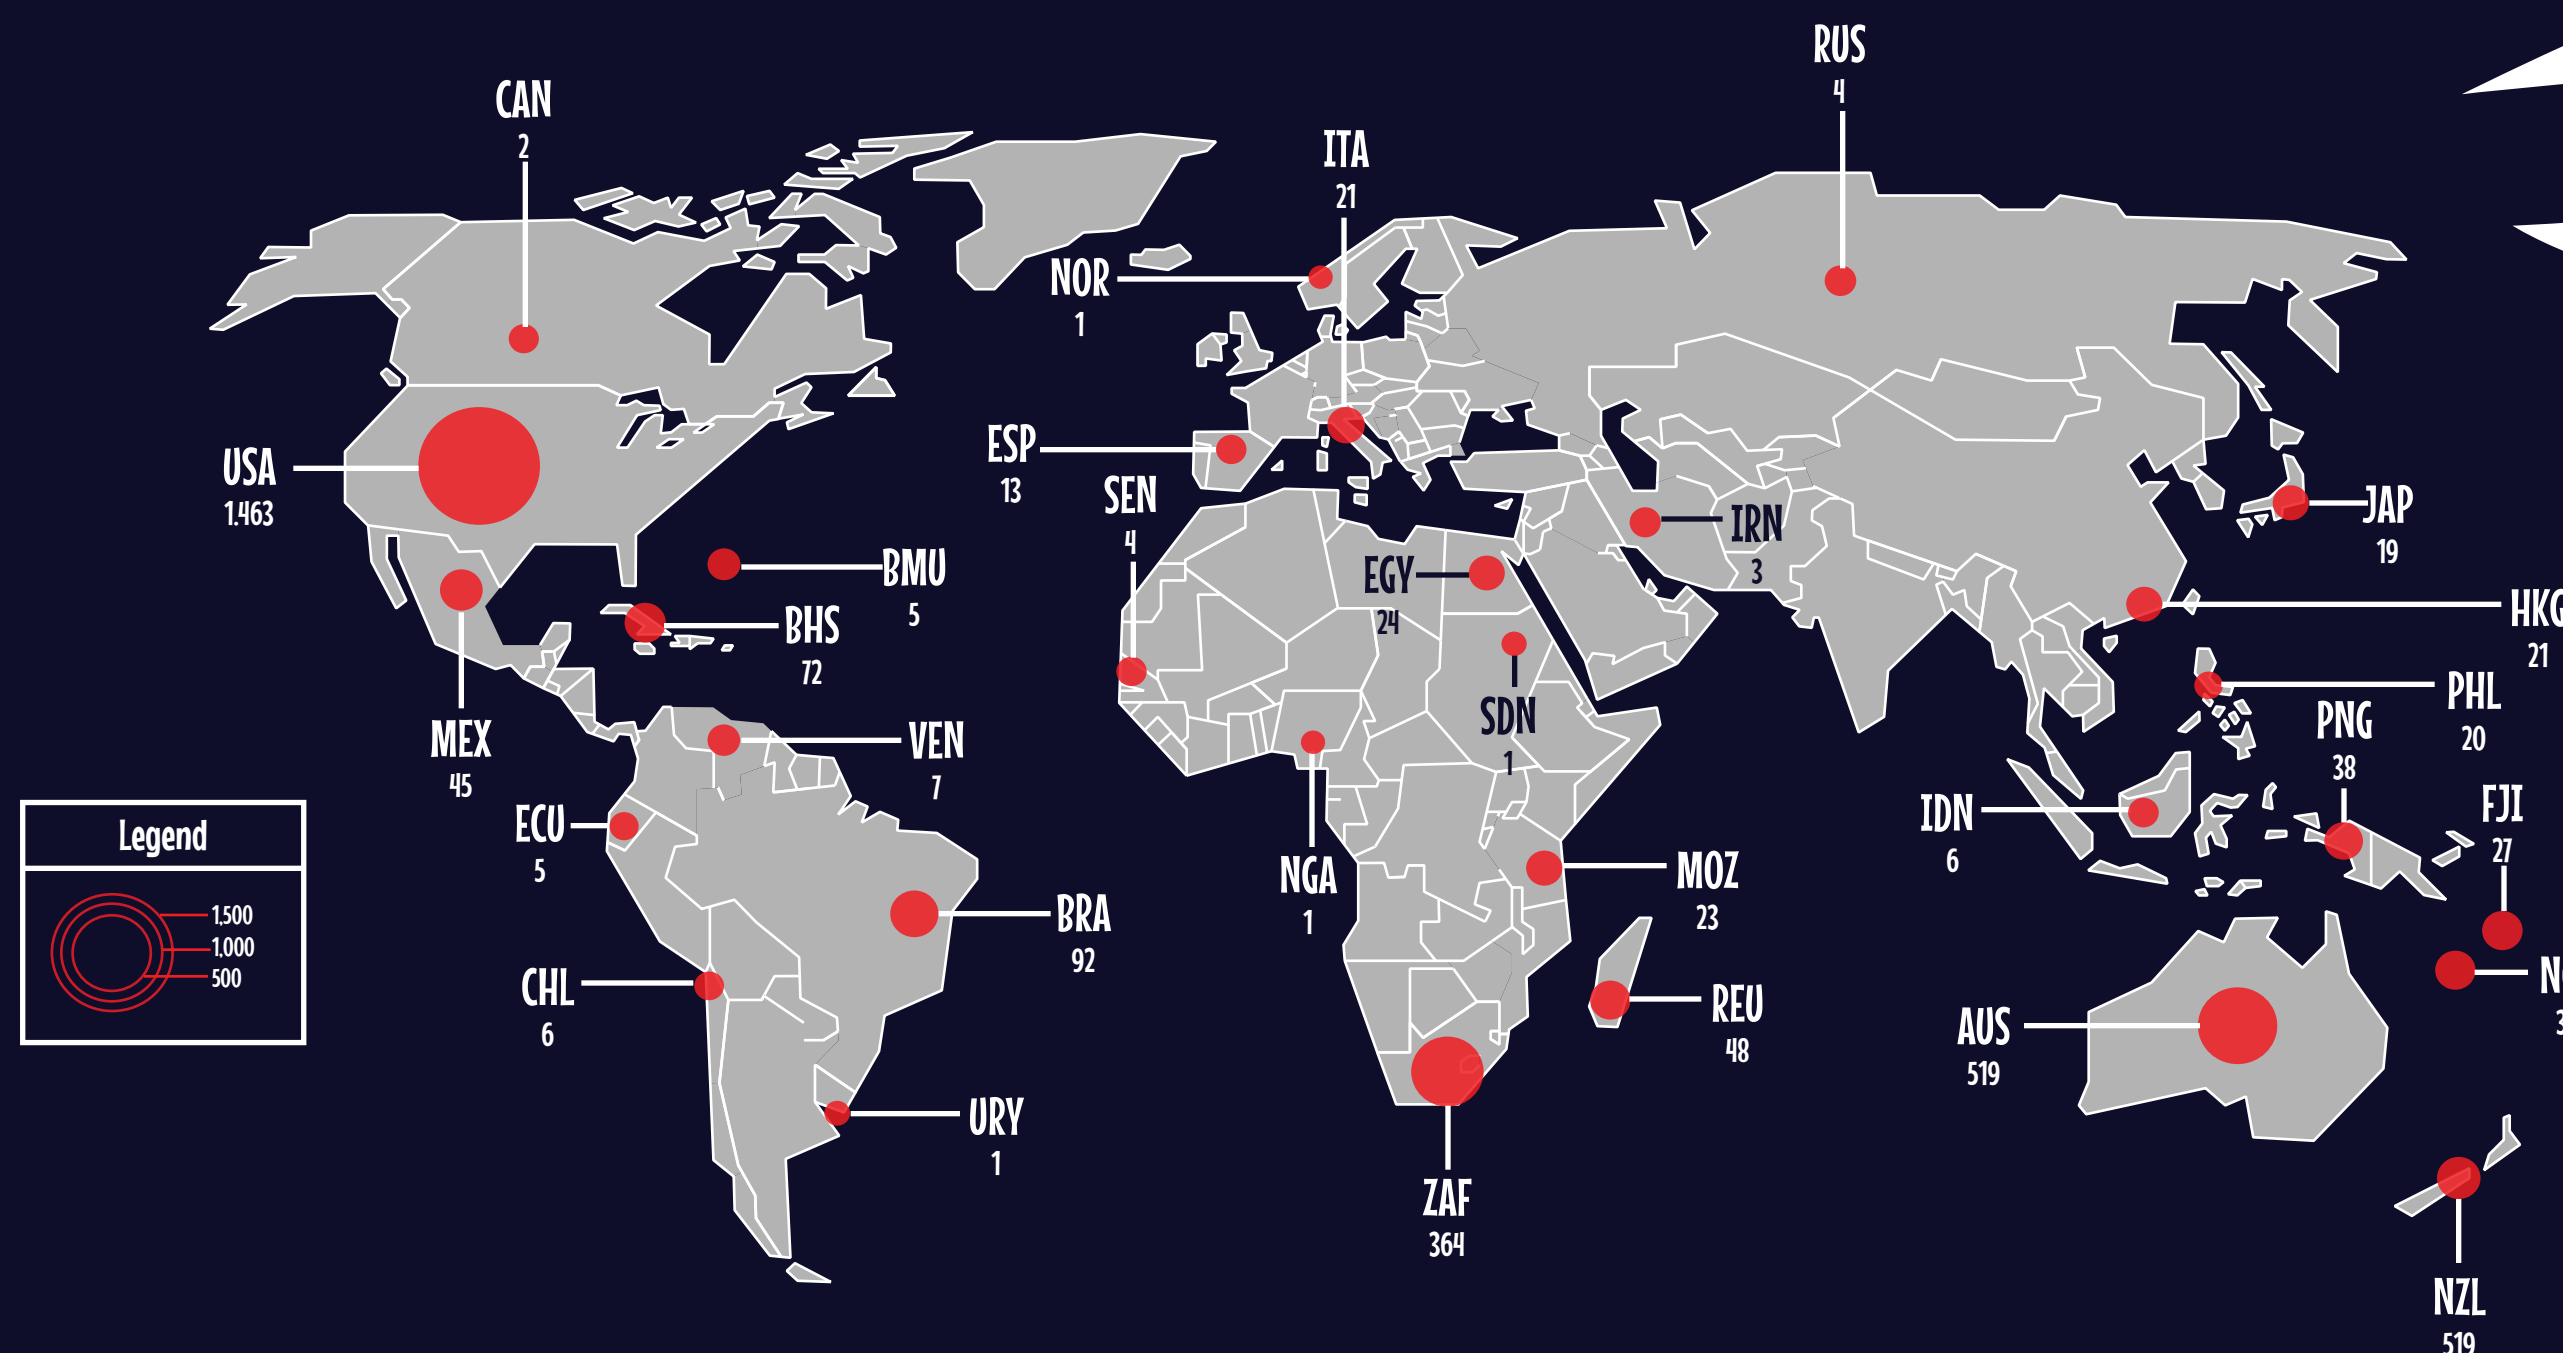 RUS
4
CAN
2
ITA
21
NOR
1
ESP
13
SEN
4
USA
1.463
JAP
19
IRN
3
EGY
24
BMU
5
BHS
72
HKG
21
PHL
20
PNG
38
SDN
1
MEX
45
VEN
7
ECU
5
IDN
6
FJI
27
Legend
1,500
1,000
500
NGA
1
MOZ
23
BRA
92
CHL
6
REU
48
AUS
519
URY
1
ZAF
364
NZL
519